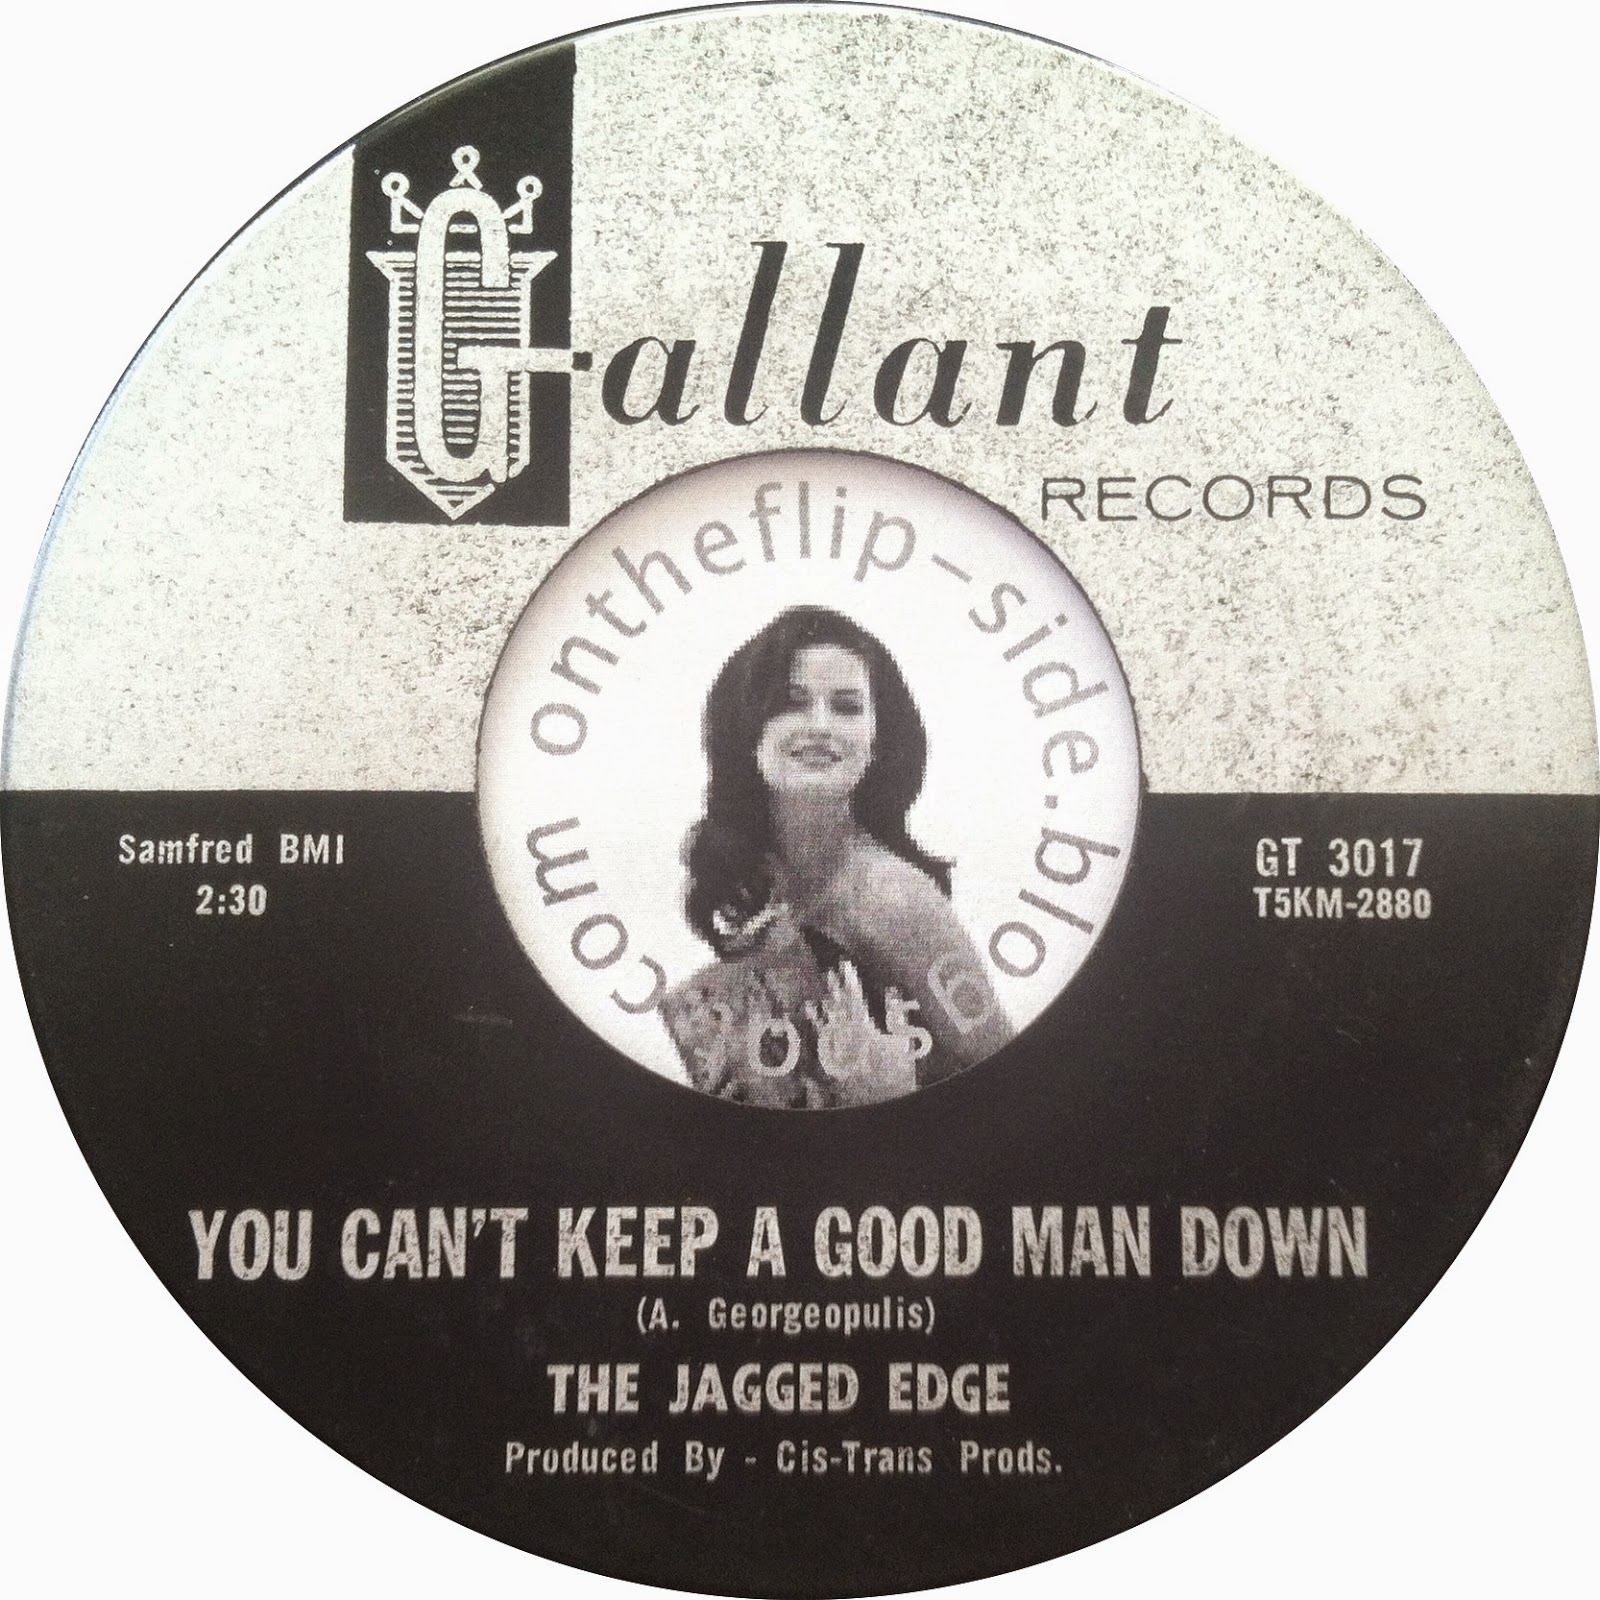 Gallant
RECORDS
ontheflip-side.blo
com
Samfred BMI
2:30
GT 3017
T5KM-2880
YOU CAN'T KEEP A GOOD MAN DOWN
(A. Georgeopulis)
THE JAGGED EDGE
Produced By - Cis-Trans Prods.